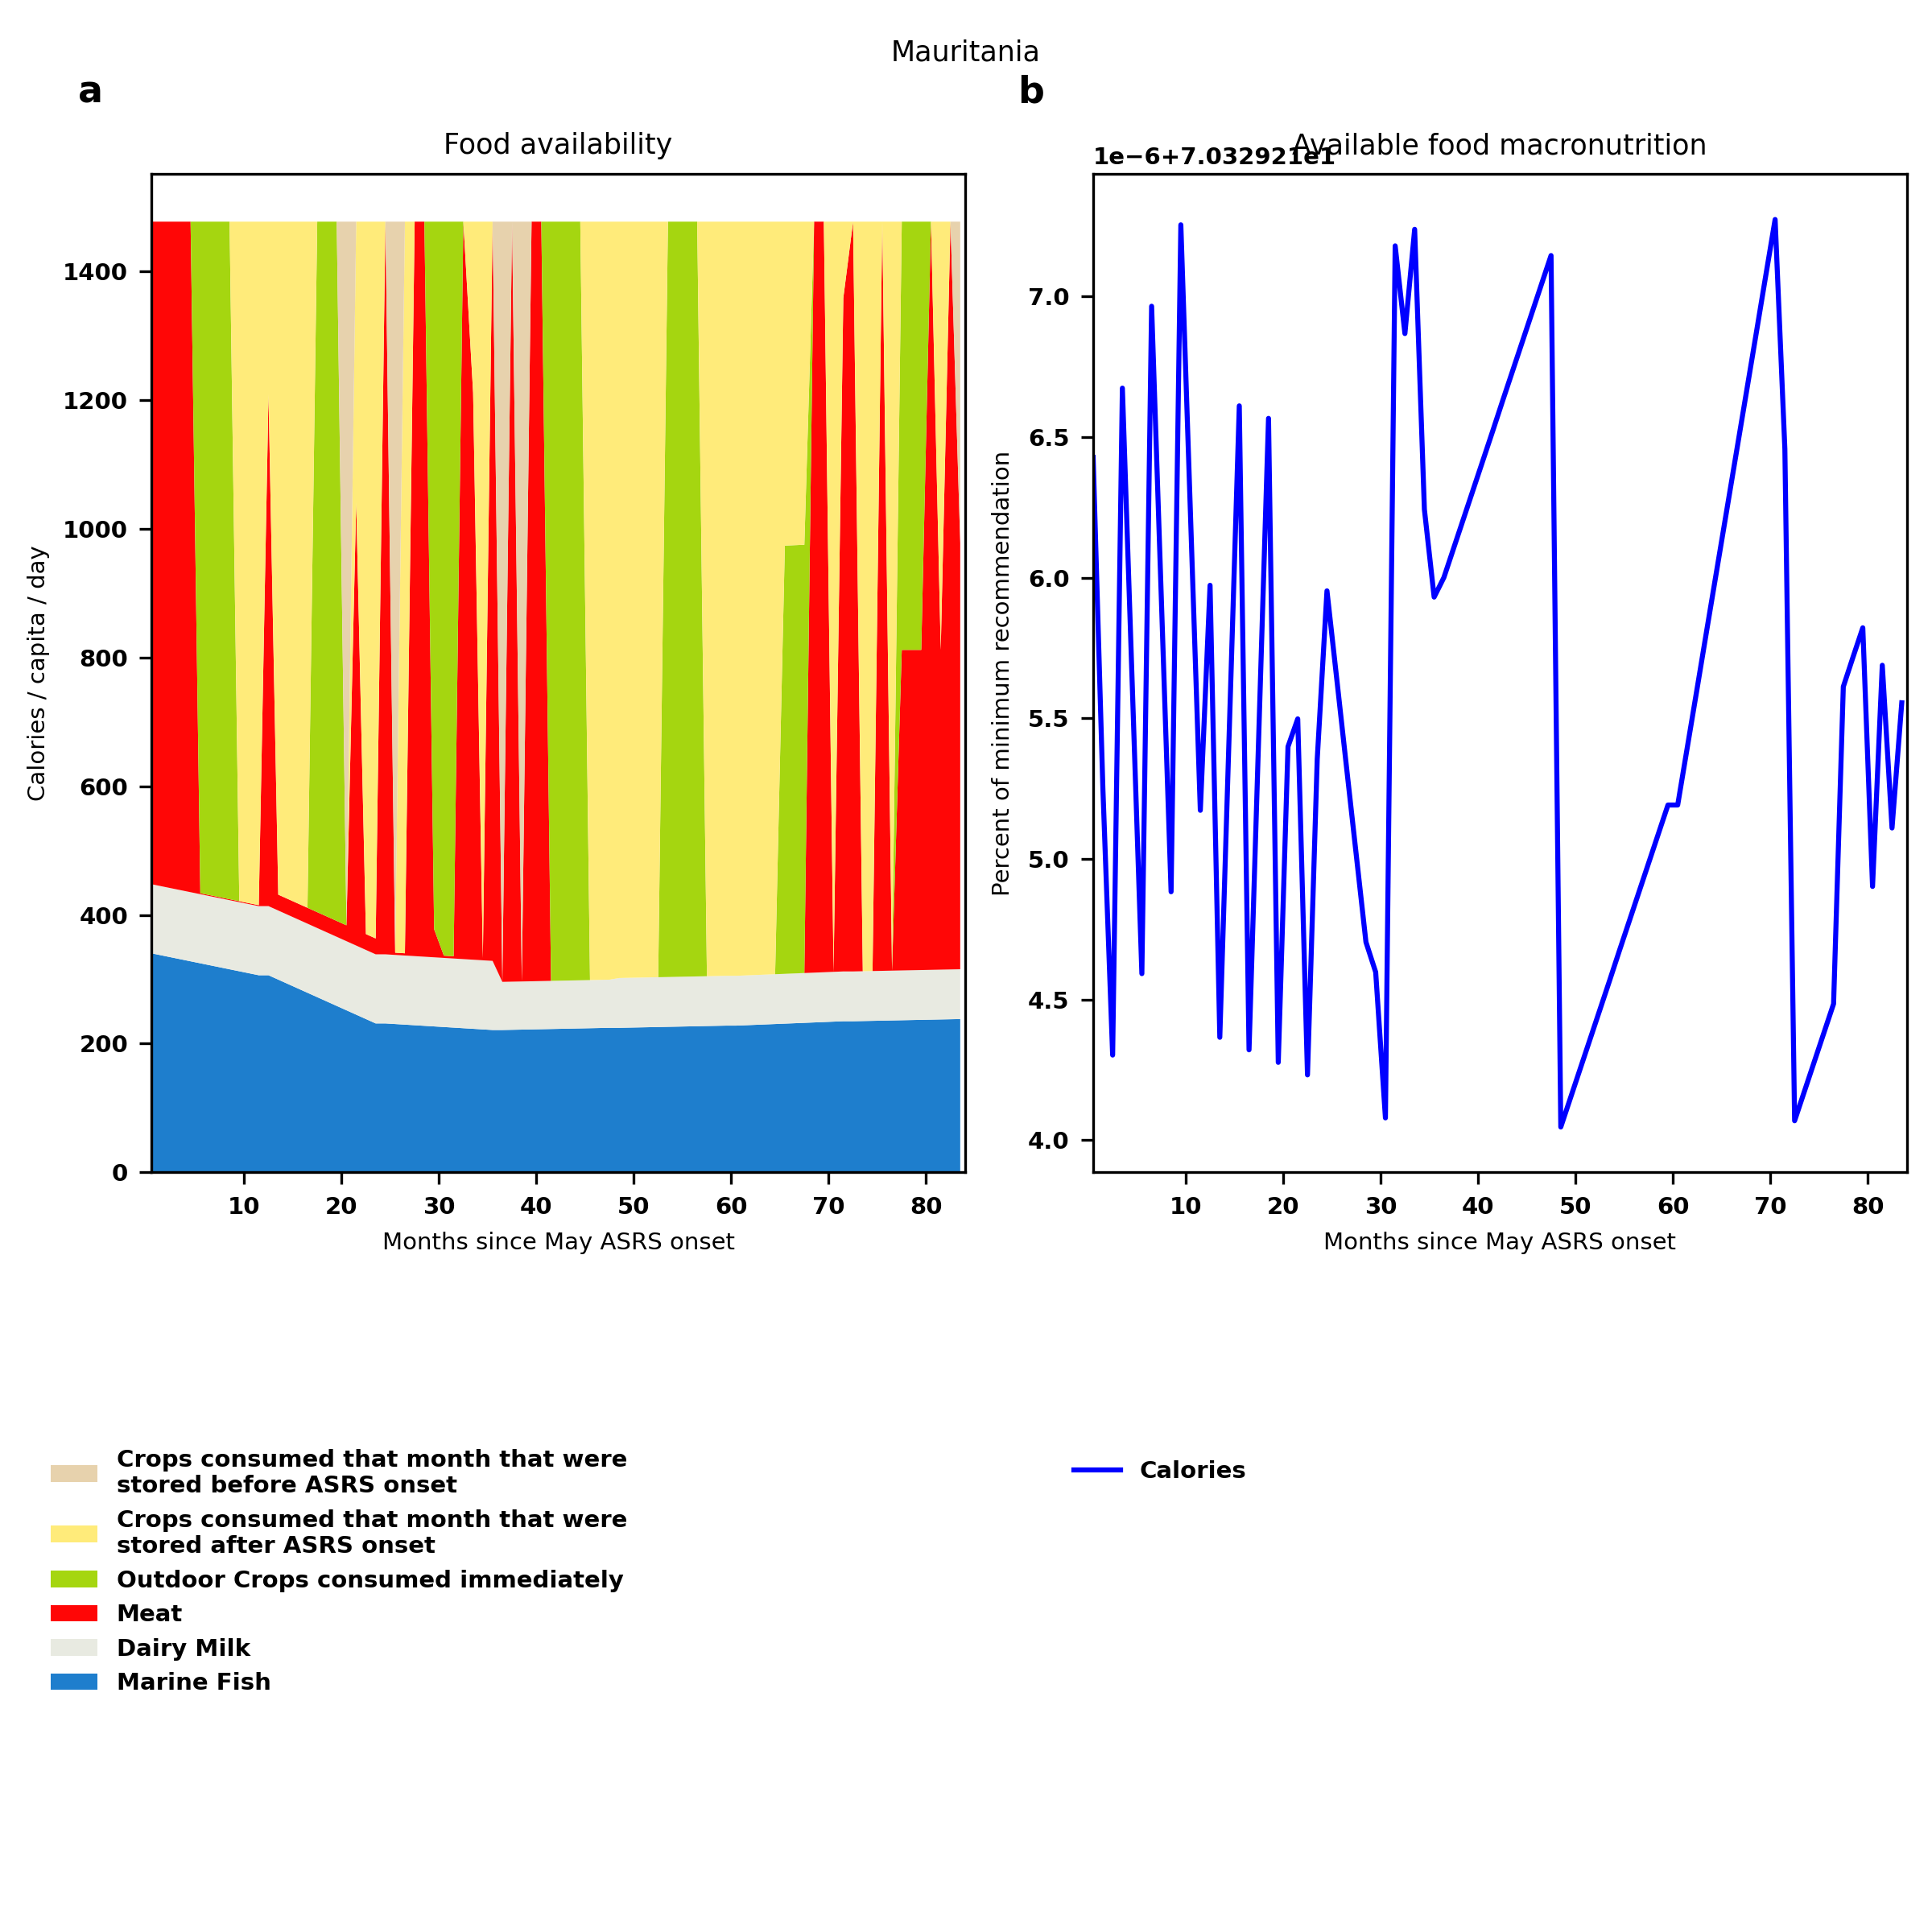 Mauritania
a
b
Food availability
Available food macronutrition
1e−6+7.032921e1
Calories / capita / day
1400
1200
1000
800
600
400
200
0
10 20 30 40 50 60 70 80
Months since May ASRS onset
Percent of minimum recommendation
7.0
6.5
6.0
5.5
5.0
4.5
4.0
10 20 30 40 50 60 70 80
Months since May ASRS onset
Crops consumed that month that were
stored before ASRS onset
Crops consumed that month that were
stored after ASRS onset
Outdoor Crops consumed immediately
Meat
Dairy Milk
Marine Fish
Calories